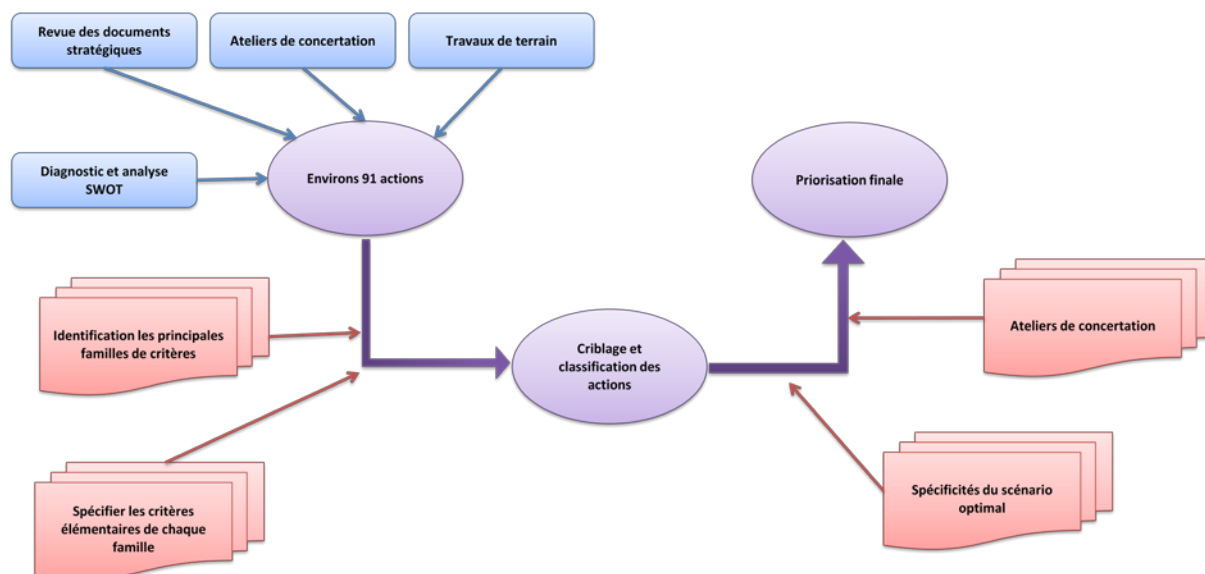 Revue des documents
stratégiques
Ateliers de concertation
Travaux de terrain
Diagnostic et analyse
SWOT
Environs 91 actions
Priorisation finale
Identification les principales
familles de critères
Criblage et
classification des
actions
Ateliers de concertation
Spécifier les critères
élémentaires de chaque
famille
Spécificités du scénario
optimal